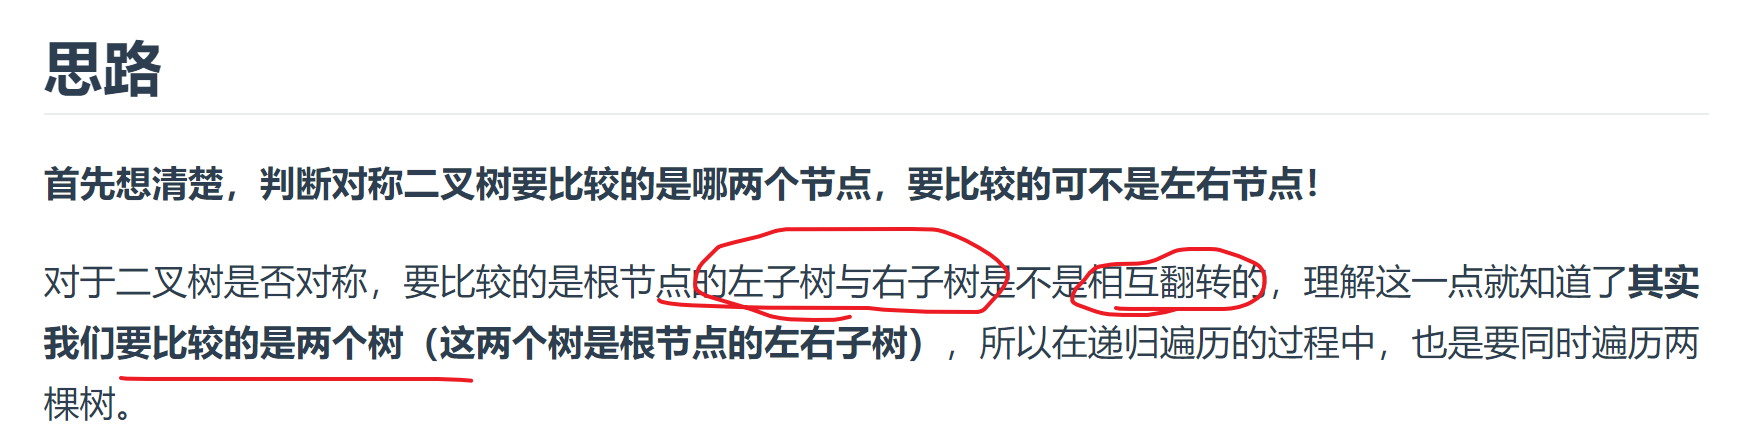 思路
首先想清楚，判断对称二叉树要比较的是哪两个节点，要比较的可不是左右节点！
对于二叉树是否对称，要比较的是根节点的左子树与右子树是不是相互翻转的，理解这一点就知道了其实
我们要比较的是两个树（这两个树是根节点的左右子树），所以在递归遍历的过程中，也是要同时遍历两
棵树。